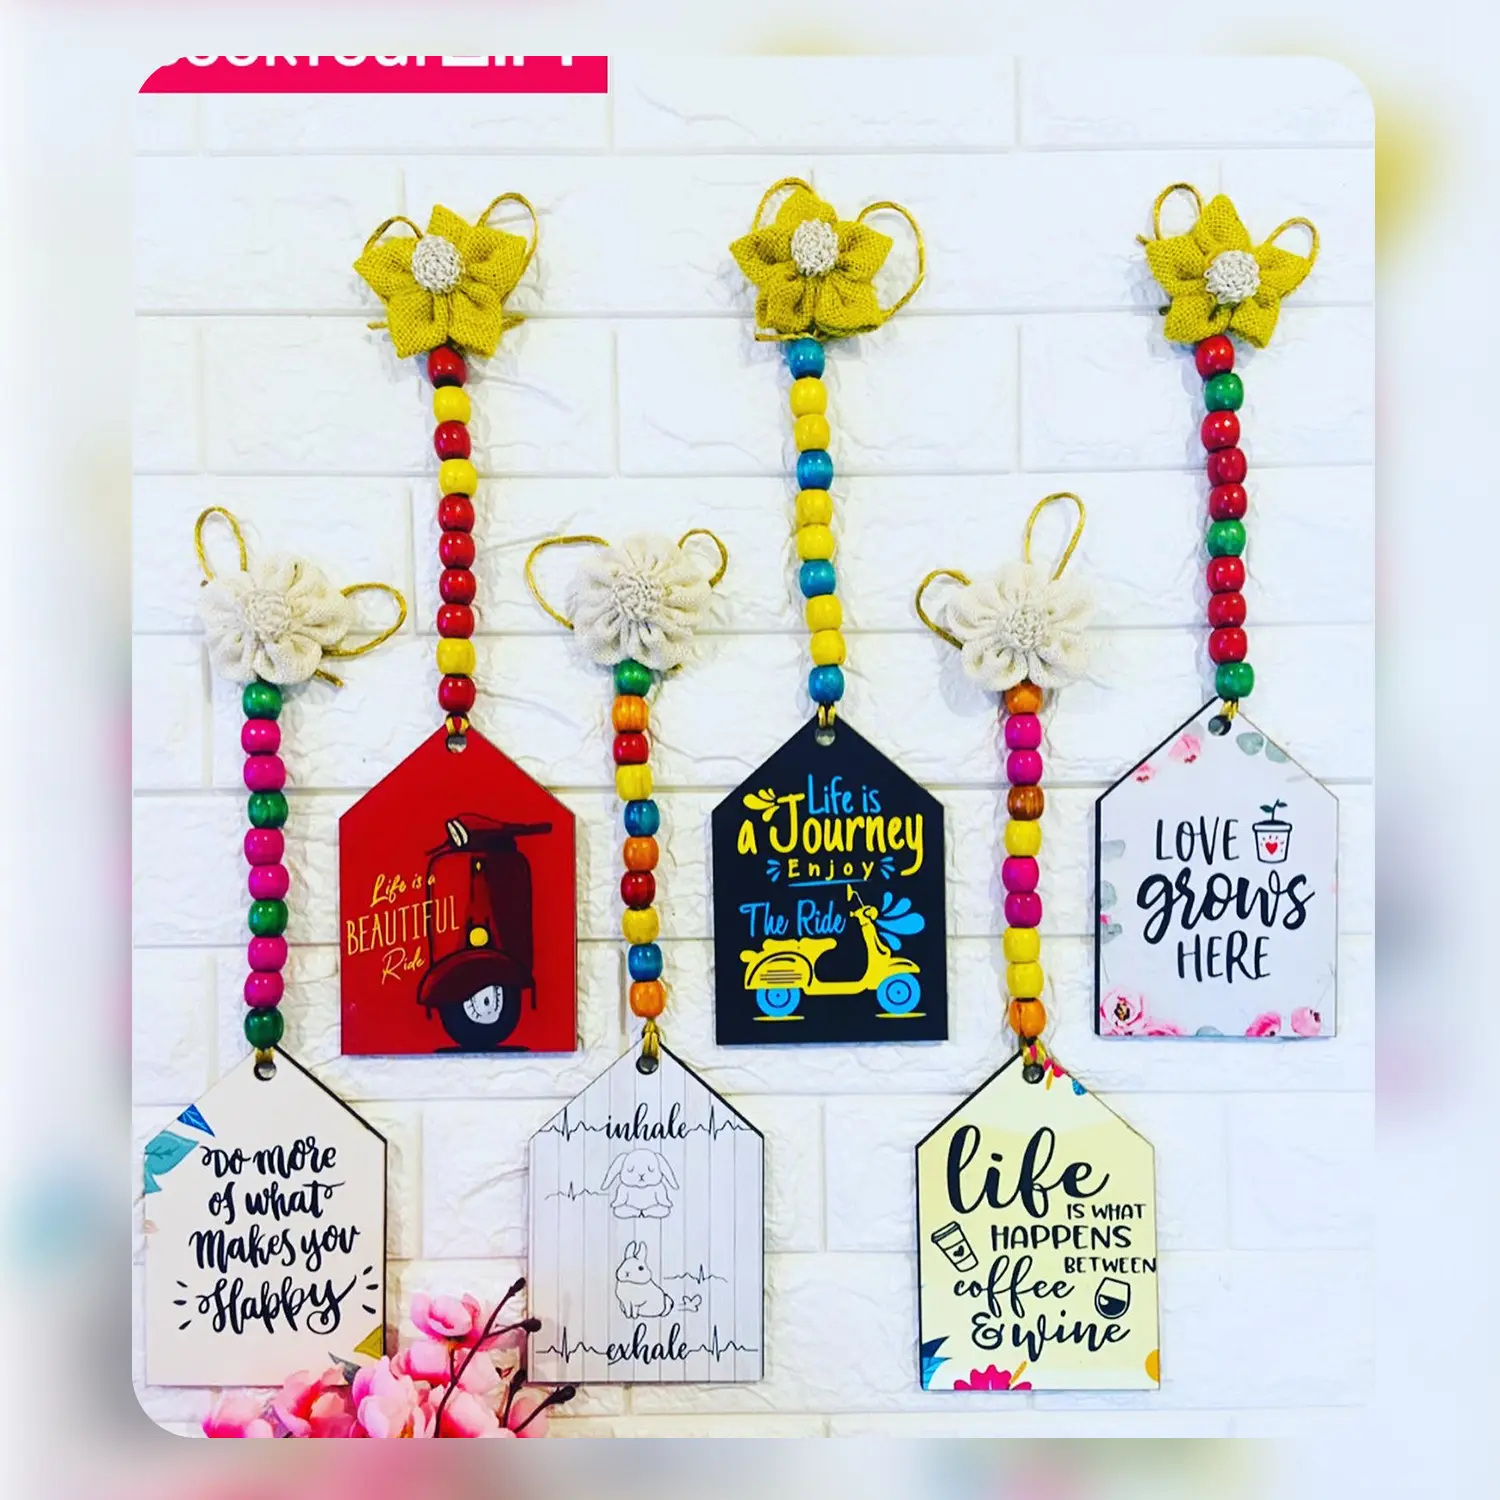 Life is a
BEAUTIFUL
Ride
Life is
a Journey
Enjoy
The Ride
LOVE
grows
HERE
Do more
of what
Makes you
Happy
inhale
exhale
life
IS WHAT
HAPPENS
BETWEEN
coffee
& wine